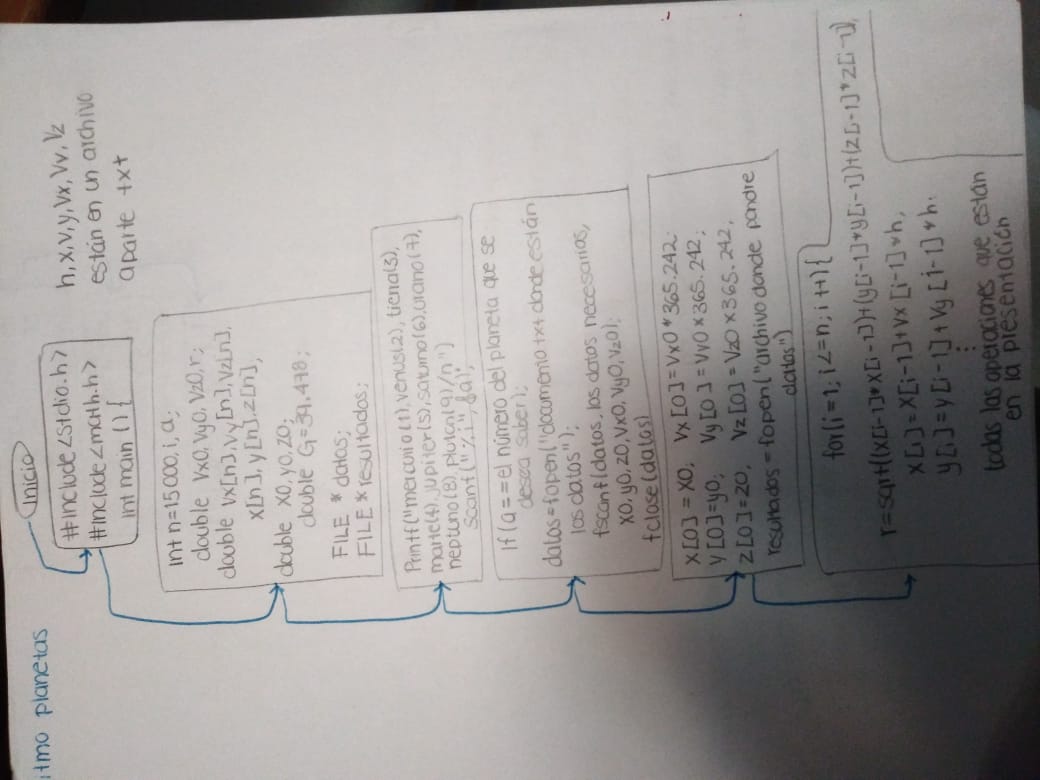 itmo planetas
Inicio
#include <stdio.h>
#include <math.h>
int main () {
h,x,v,y,Vx,Vv,Vz
están en un archivo
aparte txt
int n=15000,i,a;
double Vx0,Vy0,Vz0,r;
double vx[n],vy[n],vz[n],
x[n],y[n],z[n],
double x0,y0,z0;
double G=39.478;
FILE * datos;
FILE * resultados;
Printf("mercurio(1),venus(2),tierra(3),
marte(4),jupiter(5),saturno(6),urano(7),
neptuno(8),pluton(9)/n")
Scanf("%i",&a);
If(a==el número del planeta que se
desea saber);
datos=fopen("documento txt donde están
los datos");
fscanf(datos,los datos necesarios,
x0,y0,z0,vx0,vy0,vz0);
fclose(datos)
x[0]=x0, Vx[0]=Vx0*365.242.
y[0]=y0; Vy[0]=Vy0×365.242;
z[0]=z0, Vz[0]=Vz0×365.242,
resultados=fopen("archivo donde pondre
datos")
for(i=1;i<=n;i++){
r=sqrt((x[i-1]*x[i-1])+(y[i-1]*y[i-1])+(z[i-1]*z[i-1]),
x[i]=x[i-1]+Vx[i-1]*h,
y[i]=y[i-1]+Vy[i-1]*h.
⋮
todas las operaciones que están
en la presentación